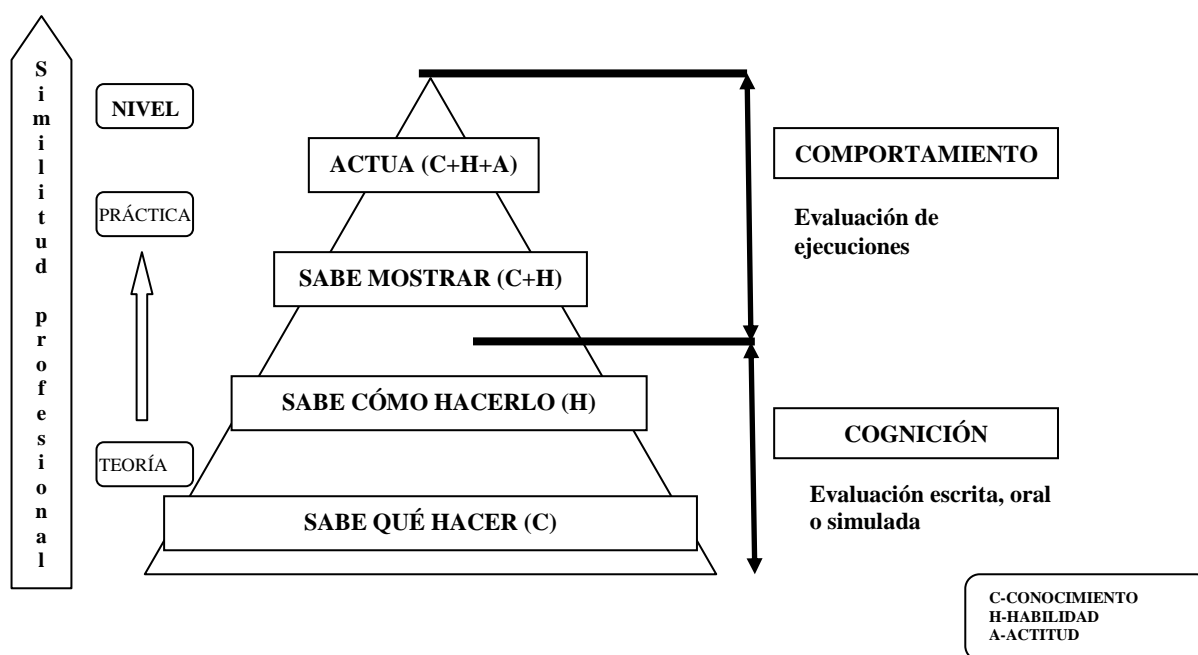 Similitud profesional
NIVEL
PRÁCTICA
TEORÍA
ACTUA (C+H+A)
SABE MOSTRAR (C+H)
SABE CÓMO HACERLO (H)
SABE QUÉ HACER (C)
COMPORTAMIENTO
Evaluación de
ejecuciones
COGNICIÓN
Evaluación escrita, oral
o simulada
C-CONOCIMIENTO
H-HABILIDAD
A-ACTITUD